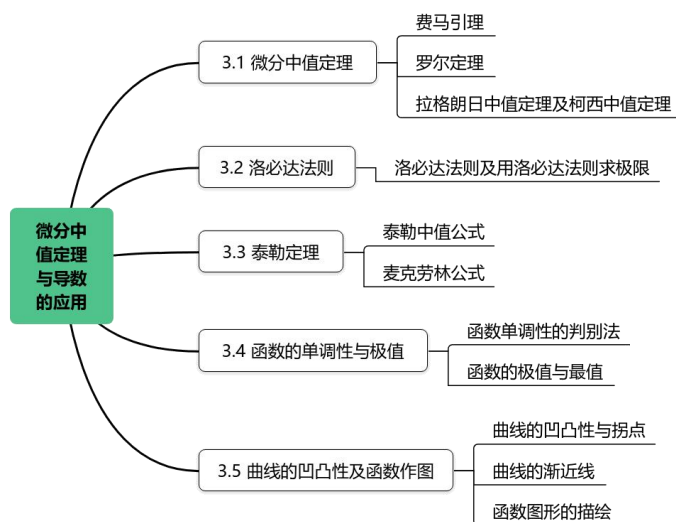 微分中
值定理
与导数
的应用
3.1 微分中值定理
费马引理
罗尔定理
拉格朗日中值定理及柯西中值定理
3.2 洛必达法则
洛必达法则及用洛必达法则求极限
3.3 泰勒定理
泰勒中值公式
麦克劳林公式
3.4 函数的单调性与极值
函数单调性的判别法
函数的极值与最值
3.5 曲线的凹凸性及函数作图
曲线的凹凸性与拐点
曲线的渐近线
函数图形的描绘